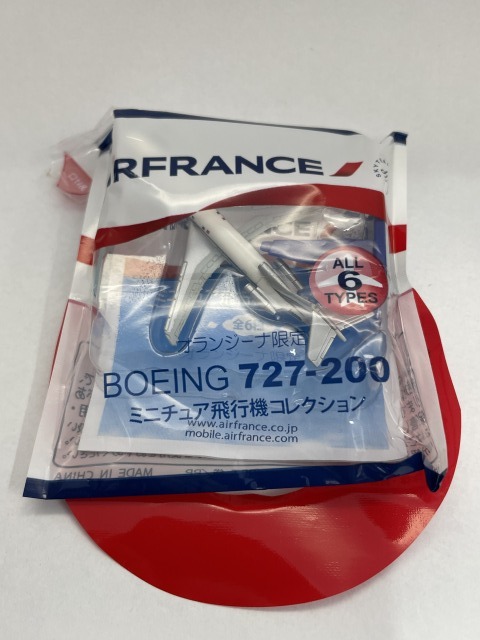 RFRANCE
ALL
6
TYPES
全6
オランジーナ限定
BOEING 727-200
ミニチュア飛行機コレクション
www.airfrance.co.jp
mobile.airfrance.com
MADE IN CHINA